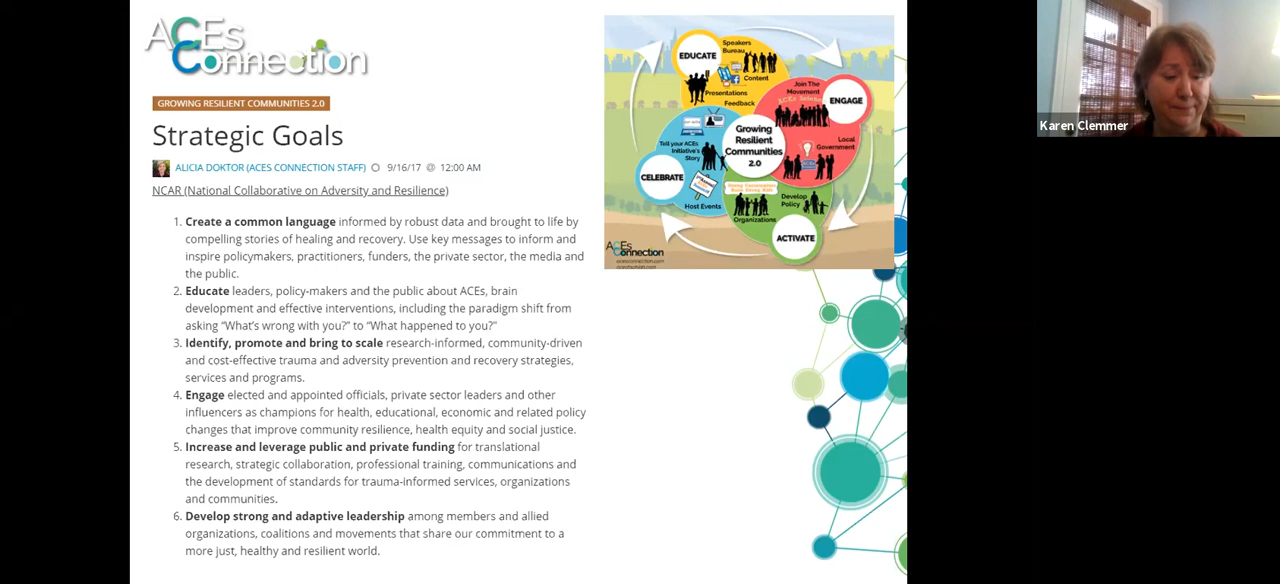 ACEs
Connection
GROWING RESILIENT COMMUNITIES 2.0
Strategic Goals
ALICIA DOKTOR (ACES CONNECTION STAFF) 9/16/17 @ 12:00 AM
NCAR (National Collaborative on Adversity and Resilience)
1. Create a common language informed by robust data and brought to life by
compelling stories of healing and recovery. Use key messages to inform and
inspire policymakers, practitioners, funders, the private sector, the media and
the public.
2. Educate leaders, policy-makers and the public about ACEs, brain
development and effective interventions, including the paradigm shift from
asking “What’s wrong with you?” to “What happened to you?”
3. Identify, promote and bring to scale research-informed, community-driven
and cost-effective trauma and adversity prevention and recovery strategies,
services and programs.
4. Engage elected and appointed officials, private sector leaders and other
influencers as champions for health, educational, economic and related policy
changes that improve community resilience, health equity and social justice.
5. Increase and leverage public and private funding for translational
research, strategic collaboration, professional training, communications and
the development of standards for trauma-informed services, organizations
and communities.
6. Develop strong and adaptive leadership among members and allied
organizations, coalitions and movements that share our commitment to a
more just, healthy and resilient world.
EDUCATE
Speakers
Bureau
Content
Presentations
Feedback
Join The
Movement
ENGAGE
Local
Government
Growing
Resilient
Communities
2.0
Tell your ACEs
Initiative's
Story
CELEBRATE
Host Events
Organizations
Develop
Policy
ACTIVATE
ACEs
Connection
acesconnection.com
Karen Clemmer